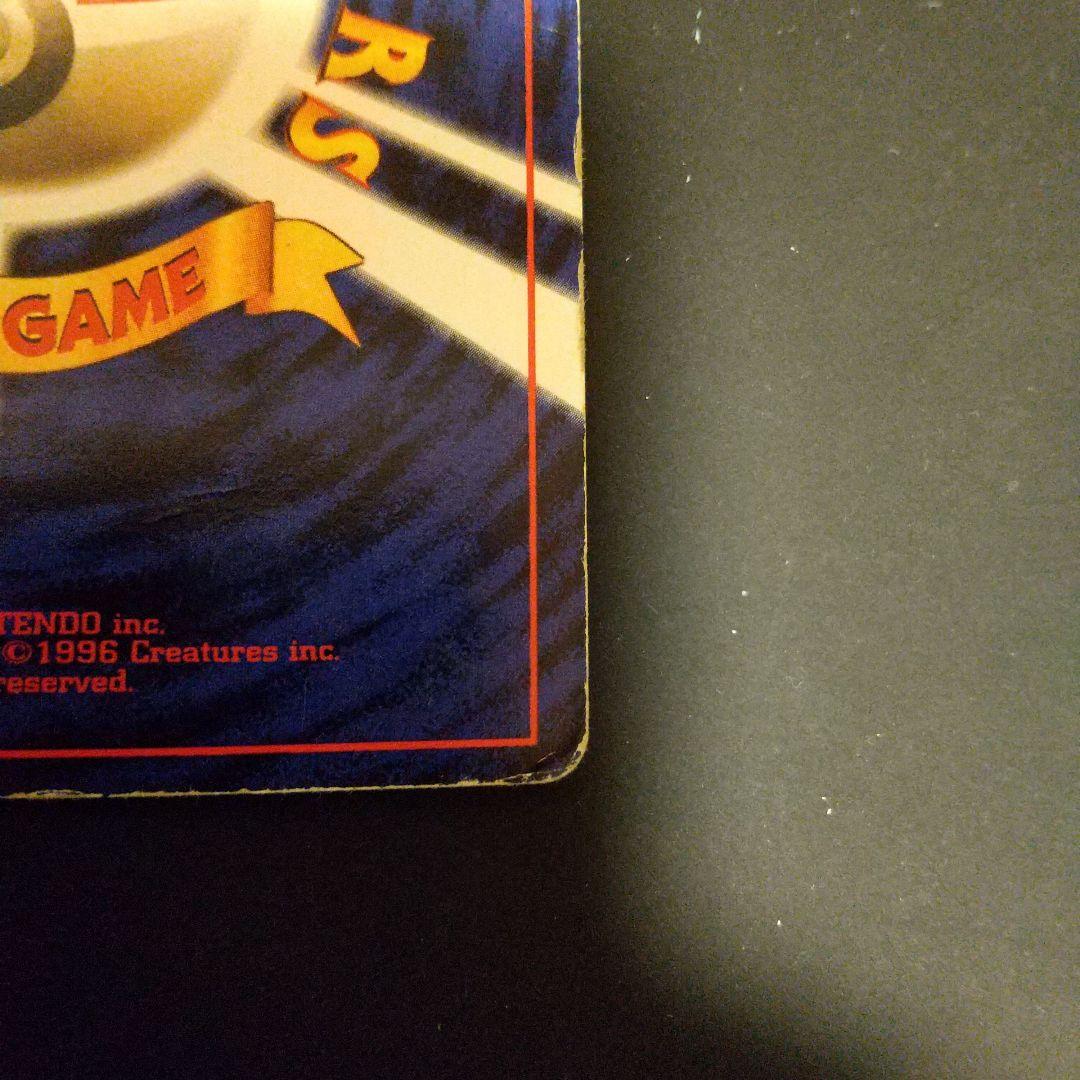 RS
GAME
TENDO inc.
©1996 Creatures inc.
reserved.